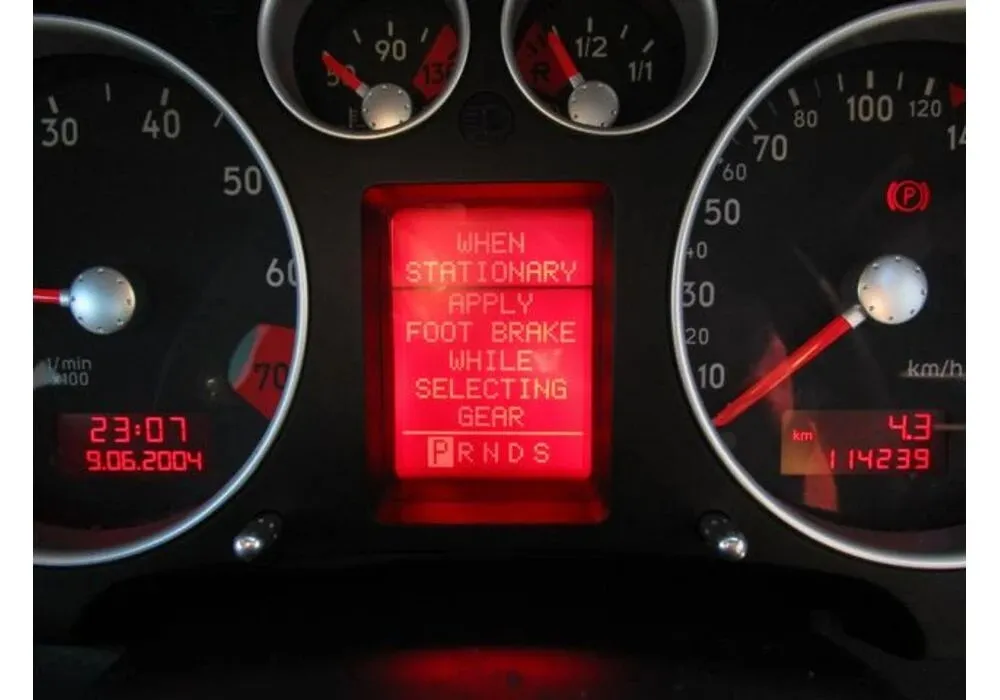 90
50
130
1/2
1/1
R
30
40
50
60
70
1/min
x100
23:07
9.06.2004
WHEN
STATIONARY
APPLY
FOOT BRAKE
WHILE
SELECTING
GEAR
P R N D S
10
20
30
40
50
60
70
80
100
120
(P)
km/h
km
4.3
114239